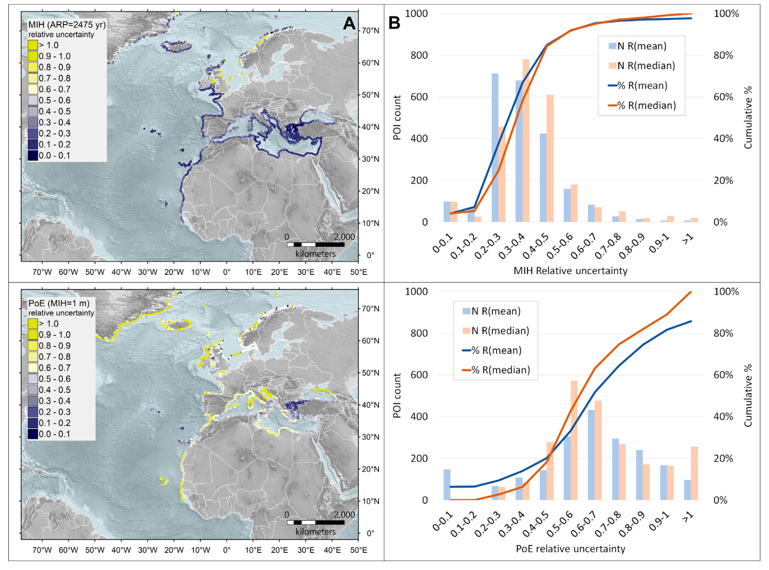 A
MIH (ARP=2475 yr)
relative uncertainty
> 1.0
0.9 - 1.0
0.8 - 0.9
0.7 - 0.8
0.6 - 0.7
0.5 - 0.6
0.4 - 0.5
0.3 - 0.4
0.2 - 0.3
0.1 - 0.2
0.0 - 0.1
70°N
60°N
50°N
40°N
30°N
20°N
10°N
0°
0 2,000
kilometers
70°W 60°W 50°W 40°W 30°W 20°W 10°W 0° 10°E 20°E 30°E 40°E 50°E
B
1000
800
600
400
200
0
POI count
100%
80%
60%
40%
20%
0%
Cumulative %
N R(mean)
N R(median)
% R(mean)
% R(median)
0-0.1 0.1-0.2 0.2-0.3 0.3-0.4 0.4-0.5 0.5-0.6 0.6-0.7 0.7-0.8 0.8-0.9 0.9-1 >1
MIH Relative uncertainty
PoE (MIH=1 m)
relative uncertainty
> 1.0
0.9 - 1.0
0.8 - 0.9
0.7 - 0.8
0.6 - 0.7
0.5 - 0.6
0.4 - 0.5
0.3 - 0.4
0.2 - 0.3
0.1 - 0.2
0.0 - 0.1
70°N
60°N
50°N
40°N
30°N
20°N
10°N
0°
0 2,000
kilometers
70°W 60°W 50°W 40°W 30°W 20°W 10°W 0° 10°E 20°E 30°E 40°E 50°E
1000
800
600
400
200
0
POI count
100%
80%
60%
40%
20%
0%
Cumulative %
N R(mean)
N R(median)
% R(mean)
% R(median)
0-0.1 0.1-0.2 0.2-0.3 0.3-0.4 0.4-0.5 0.5-0.6 0.6-0.7 0.7-0.8 0.8-0.9 0.9-1 >1
PoE relative uncertainty